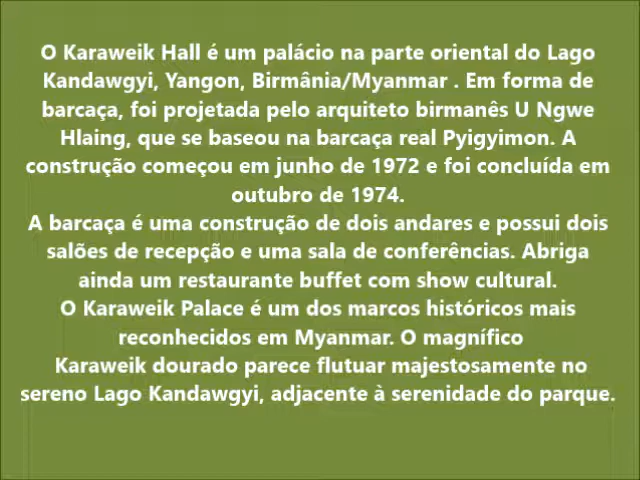 O Karaweik Hall é um palácio na parte oriental do Lago
Kandawgyi, Yangon, Birmânia/Myanmar . Em forma de
barcaça, foi projetada pelo arquiteto birmanês U Ngwe
Hlaing, que se baseou na barcaça real Pyigyimon. A
construção começou em junho de 1972 e foi concluída em
outubro de 1974.
A barcaça é uma construção de dois andares e possui dois
salões de recepção e uma sala de conferências. Abriga
ainda um restaurante buffet com show cultural.
O Karaweik Palace é um dos marcos históricos mais
reconhecidos em Myanmar. O magnífico
Karaweik dourado parece flutuar majestosamente no
sereno Lago Kandawgyi, adjacente à serenidade do parque.